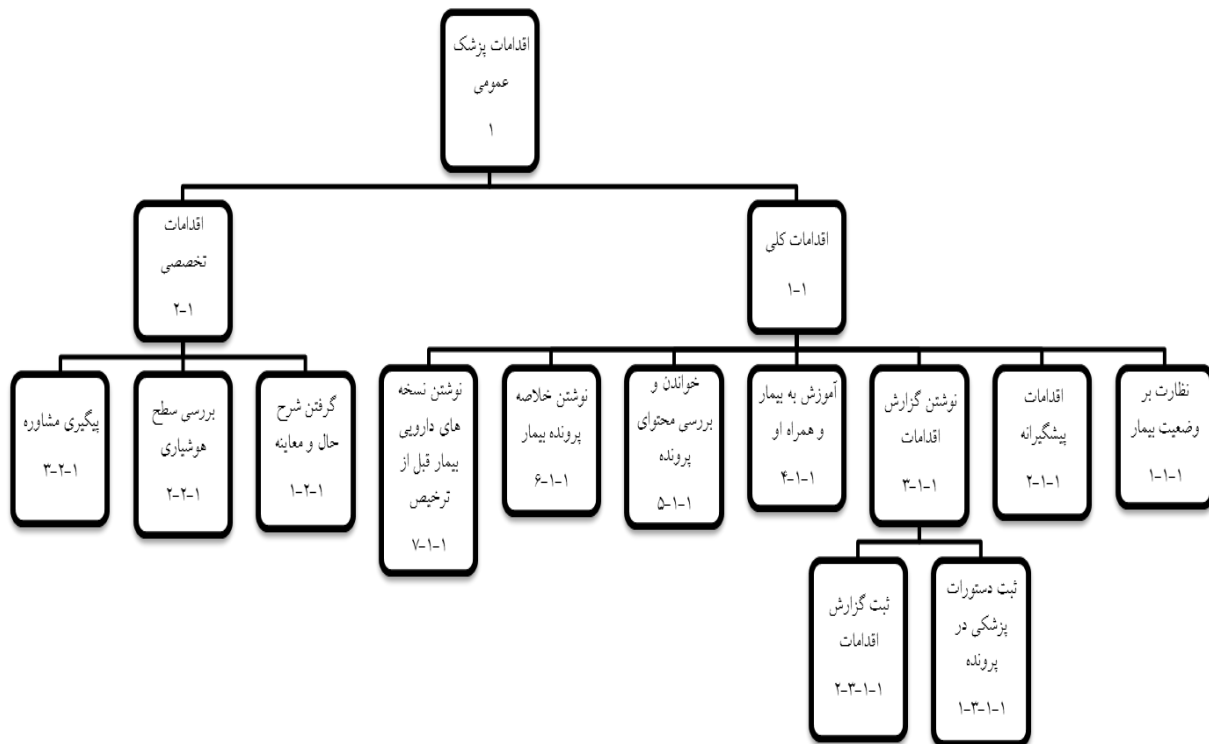 اقدامات پزشک
عمومی
۱
اقدامات کلی
۱-۱
اقدامات
تخصصی
۲-۱
نظارت بر
وضعیت بیمار
۱-۱-۱
اقدامات
پیشگیرانه
۲-۱-۱
نوشتن گزارش
اقدامات
۳-۱-۱
آموزش به بیمار
و همراه او
۴-۱-۱
خواندن و
بررسی محتوای
پرونده
۵-۱-۱
نوشتن خلاصه
پرونده بیمار
۶-۱-۱
نوشتن نسخه
های دارویی
بیمار قبل از
ترخیص
۷-۱-۱
گرفتن شرح
حال و معاینه
۱-۲-۱
بررسی سطح
هوشیاری
۲-۲-۱
پیگیری مشاوره
۳-۲-۱
ثبت دستورات
پزشکی در
پرونده
۱-۳-۱-۱
ثبت گزارش
اقدامات
۲-۳-۱-۱